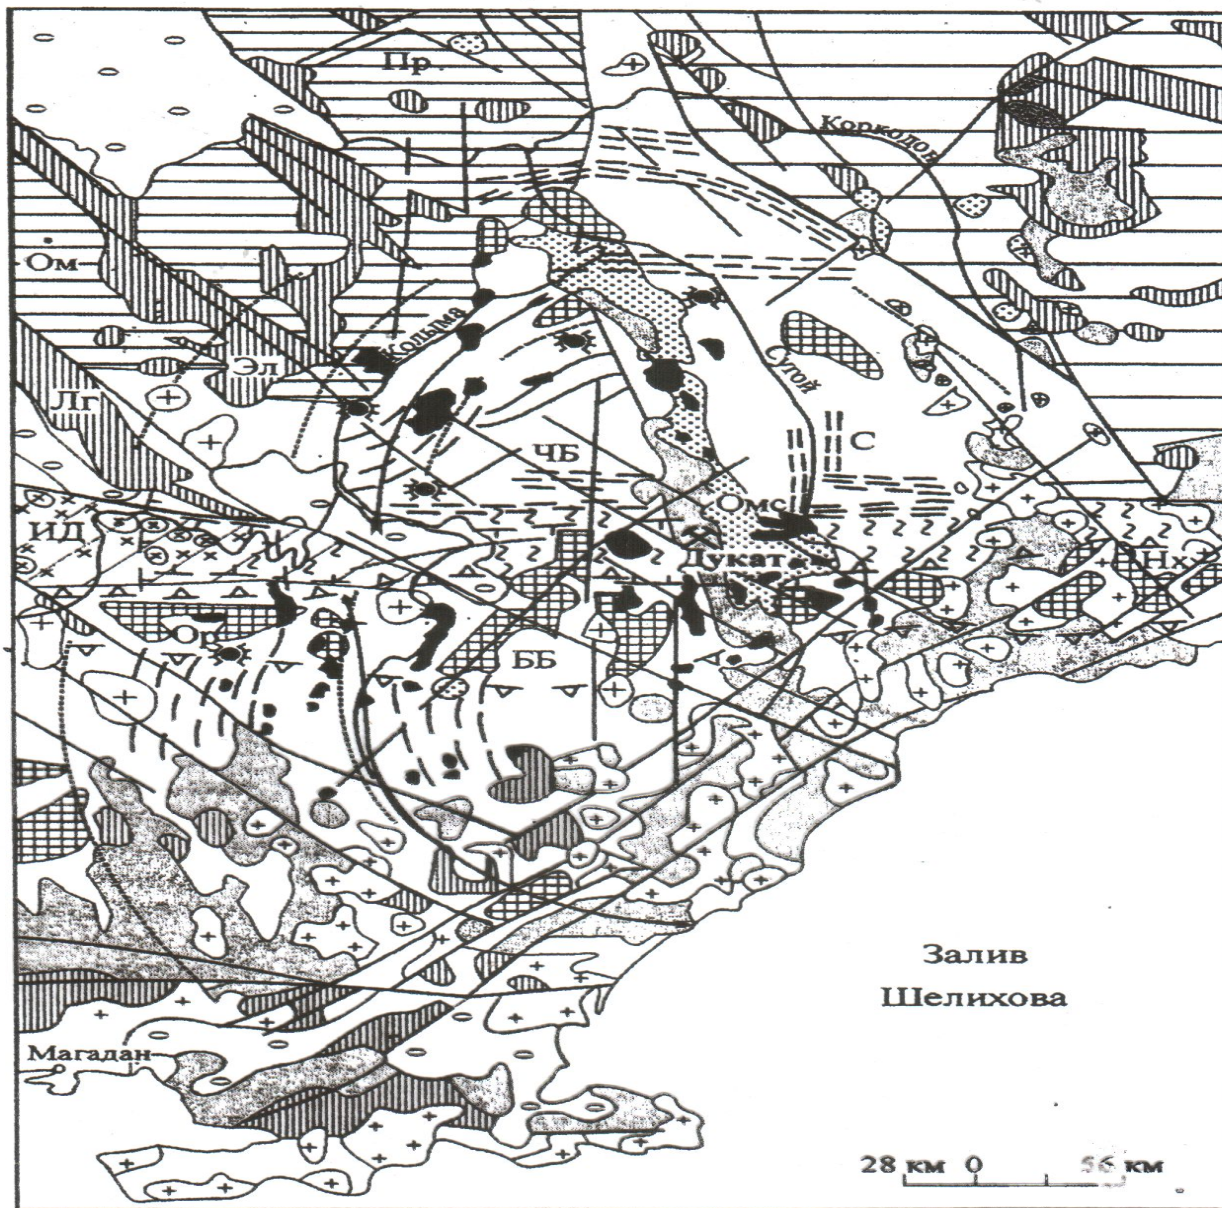 Пр
Коркодон
Ом
Колыма
Эл
Сугой
Лг
ЧБ
С
Омс
ИД
Дукат
Нх
Ор
ББ
Залив
Шелихова
Магадан
28 км 0 56 км